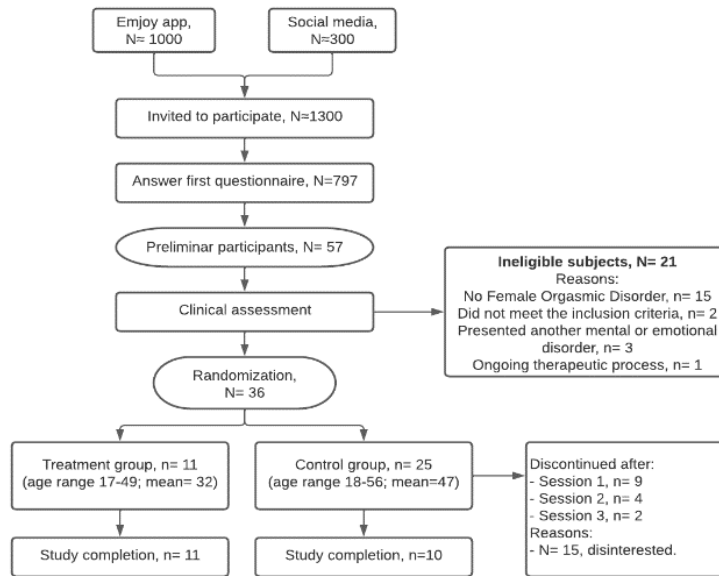 Emjoy app,
N≈ 1000
Social media,
N≈300
Invited to participate, N≈1300
Answer first questionnaire, N=797
Preliminar participants, N= 57
Clinical assessment
Ineligible subjects, N= 21
Reasons:
No Female Orgasmic Disorder, n= 15
Did not meet the inclusion criteria, n= 2
Presented another mental or emotional
disorder, n= 3
Ongoing therapeutic process, n= 1
Randomization,
N= 36
Treatment group, n= 11
(age range 17-49; mean= 32)
Control group, n= 25
(age range 18-56; mean=47)
Discontinued after:
- Session 1, n= 9
- Session 2, n= 4
- Session 3, n= 2
Reasons:
- N= 15, disinterested.
Study completion, n= 11
Study completion, n=10